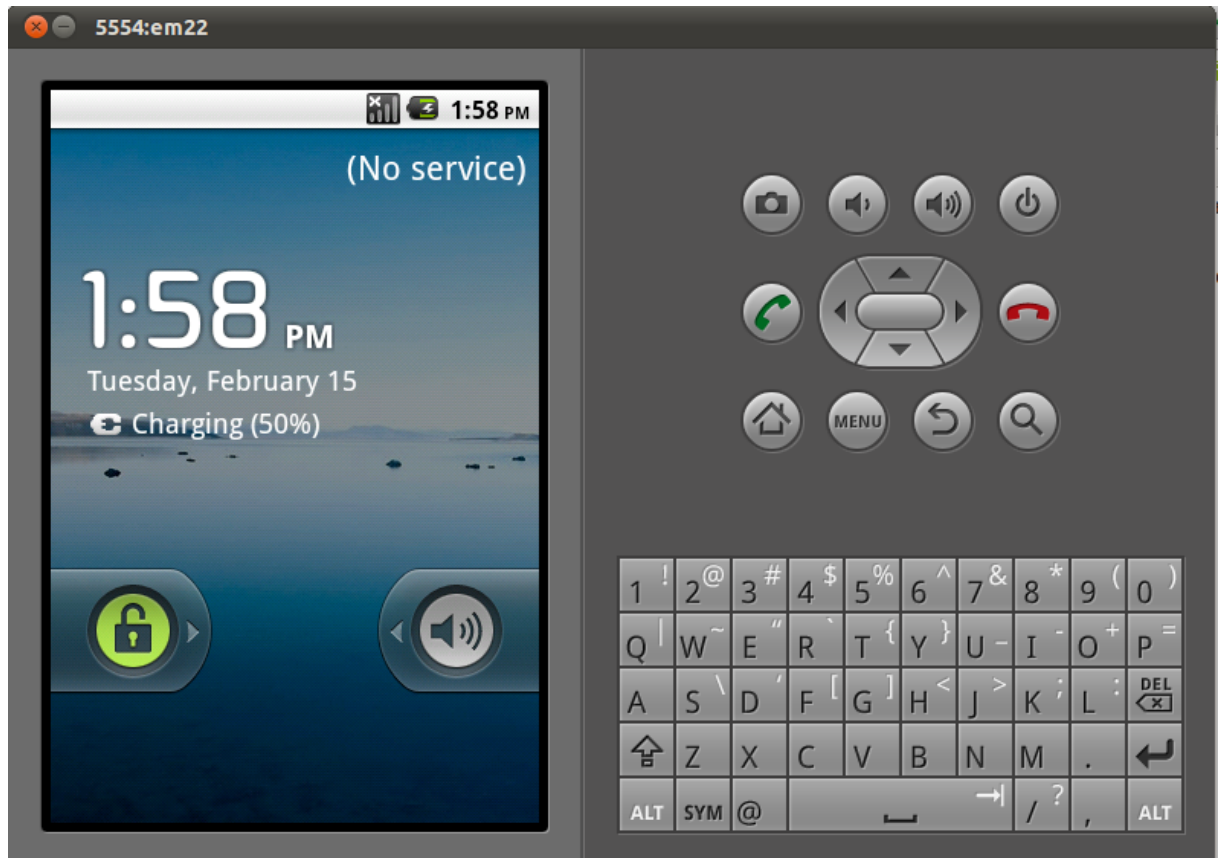 5554:em22
1:58 PM
(No service)
1:58 PM
Tuesday, February 15
Charging (50%)
MENU
1 ! 2 @ 3 # 4 $ 5 % 6 ^ 7 & 8 * 9 ( 0 )
Q | W ~ E " R ` T { Y } U _ I - O + P =
A S \ D ' F [ G ] H < J > K ; L : DEL
Z X C V B N M .
ALT SYM @ / ? , ALT